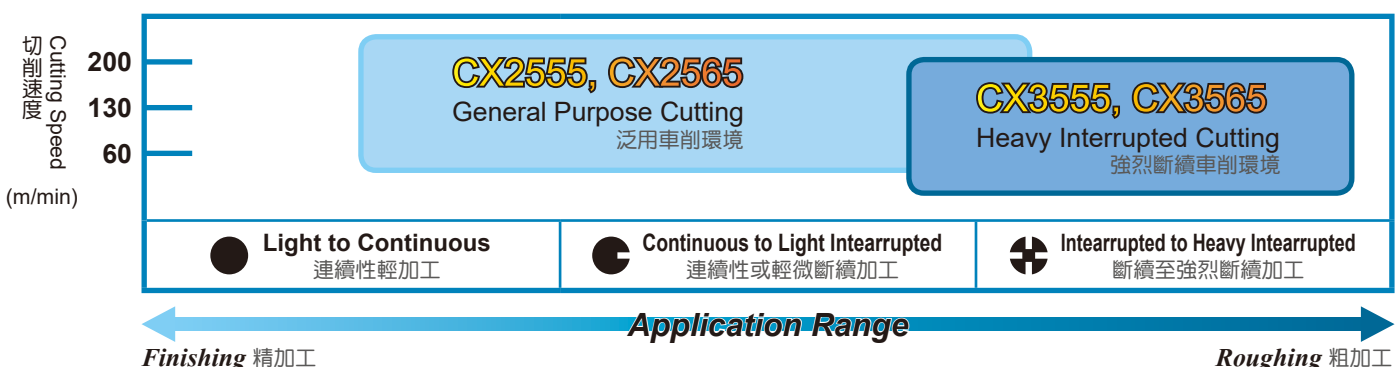 切削速度
Cutting Speed
200
130
60
(m/min)
CX2555, CX2565
General Purpose Cutting
泛用車削環境
CX3555, CX3565
Heavy Interrupted Cutting
強烈斷續車削環境
Light to Continuous
連續性輕加工
Continuous to Light Intearrupted
連續性或輕微斷續加工
Intearrupted to Heavy Intearrupted
斷續至強烈斷續加工
Application Range
Finishing 精加工
Roughing 粗加工